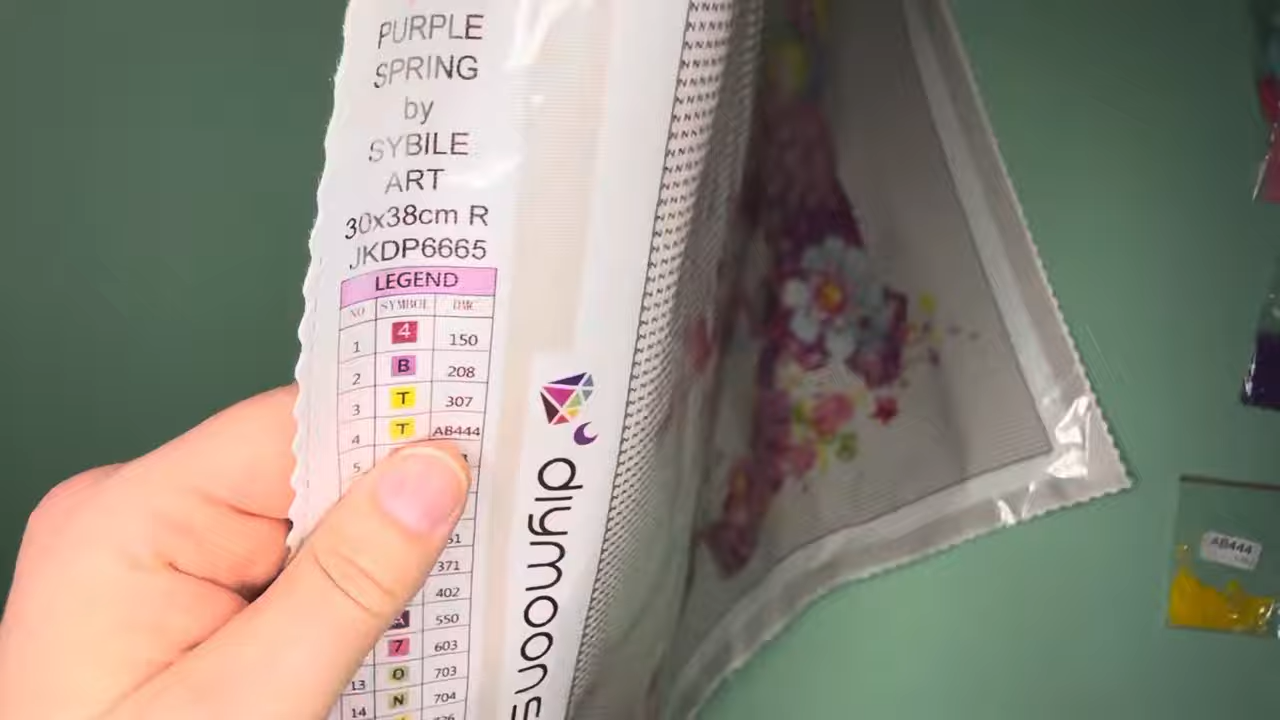 PURPLE
SPRING
by
SYBILE
ART
30x38cm R
JKDP6665
LEGEND
NO SYMBOL DMC
1 4 150
2 B 208
3 T 307
4 T AB444
5
371
402
A 550
7 603
13 O 703
14 N 704
diymoons
AB444